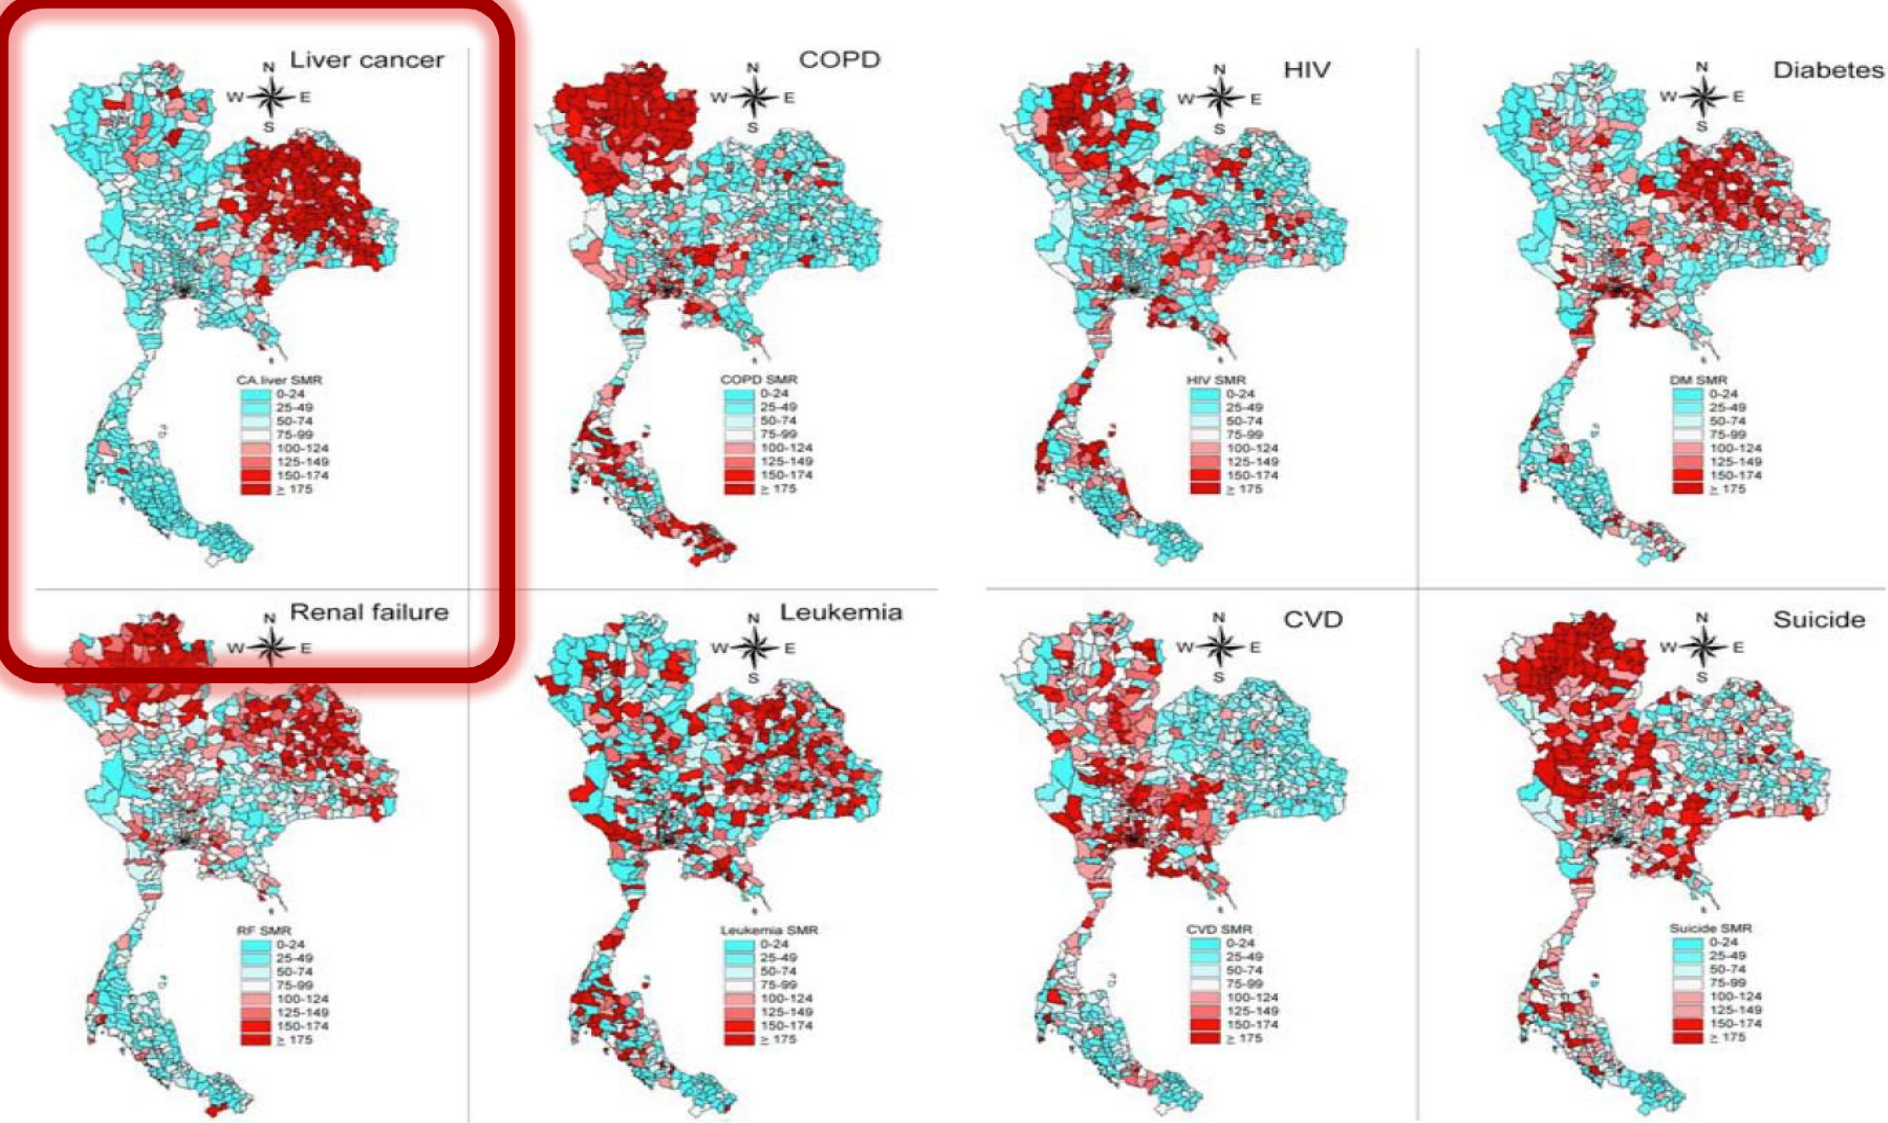 Liver cancer
N
W E
S
CA.liver SMR
0-24
25-49
50-74
75-99
100-124
125-149
150-174
≥ 175
COPD
N
W E
S
COPD SMR
0-24
25-49
50-74
75-99
100-124
125-149
150-174
≥ 175
HIV
N
W E
S
HIV SMR
0-24
25-49
50-74
75-99
100-124
125-149
150-174
≥ 175
Diabetes
N
W E
S
DM SMR
0-24
25-49
50-74
75-99
100-124
125-149
150-174
≥ 175
Renal failure
N
W E
RF SMR
0-24
25-49
50-74
75-99
100-124
125-149
150-174
≥ 175
Leukemia
N
W E
S
Leukemia SMR
0-24
25-49
50-74
75-99
100-124
125-149
150-174
≥ 175
CVD
N
W E
S
CVD SMR
0-24
25-49
50-74
75-99
100-124
125-149
150-174
≥ 175
Suicide
N
W E
S
Suicide SMR
0-24
25-49
50-74
75-99
100-124
125-149
150-174
≥ 175